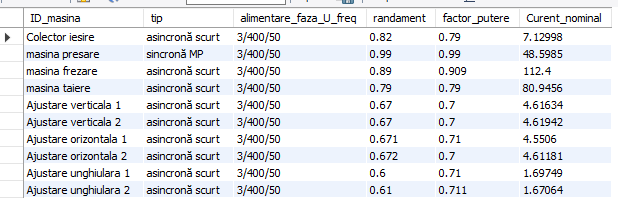 ID_masina tip alimentare_faza_U_freq randament factor_putere Curent_nominal
Colector iesire asincronă scurt 3/400/50 0.82 0.79 7.12998
masina presare sincronă MP 3/400/50 0.99 0.99 48.5985
masina frezare asincronă scurt 3/400/50 0.89 0.909 112.4
masina taiere asincronă scurt 3/400/50 0.79 0.79 80.9456
Ajustare verticala 1 asincronă scurt 3/400/50 0.67 0.7 4.61634
Ajustare verticala 2 asincronă scurt 3/400/50 0.67 0.7 4.61942
Ajustare orizontala 1 asincronă scurt 3/400/50 0.671 0.71 4.5506
Ajustare orizontala 2 asincronă scurt 3/400/50 0.672 0.71 4.61181
Ajustare unghiulara 1 asincronă scurt 3/400/50 0.6 0.71 1.69749
Ajustare unghiulara 2 asincronă scurt 3/400/50 0.61 0.711 1.67064